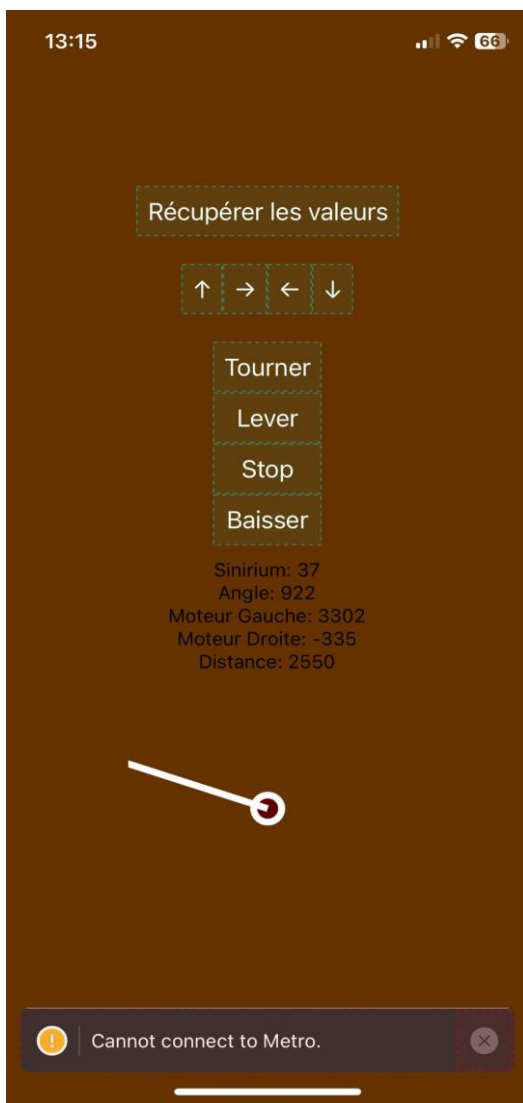 13:15
66
Récupérer les valeurs
↑ → ← ↓
Tourner
Lever
Stop
Baisser
Sinirium: 37
Angle: 922
Moteur Gauche: 3302
Moteur Droite: -335
Distance: 2550
! Cannot connect to Metro.